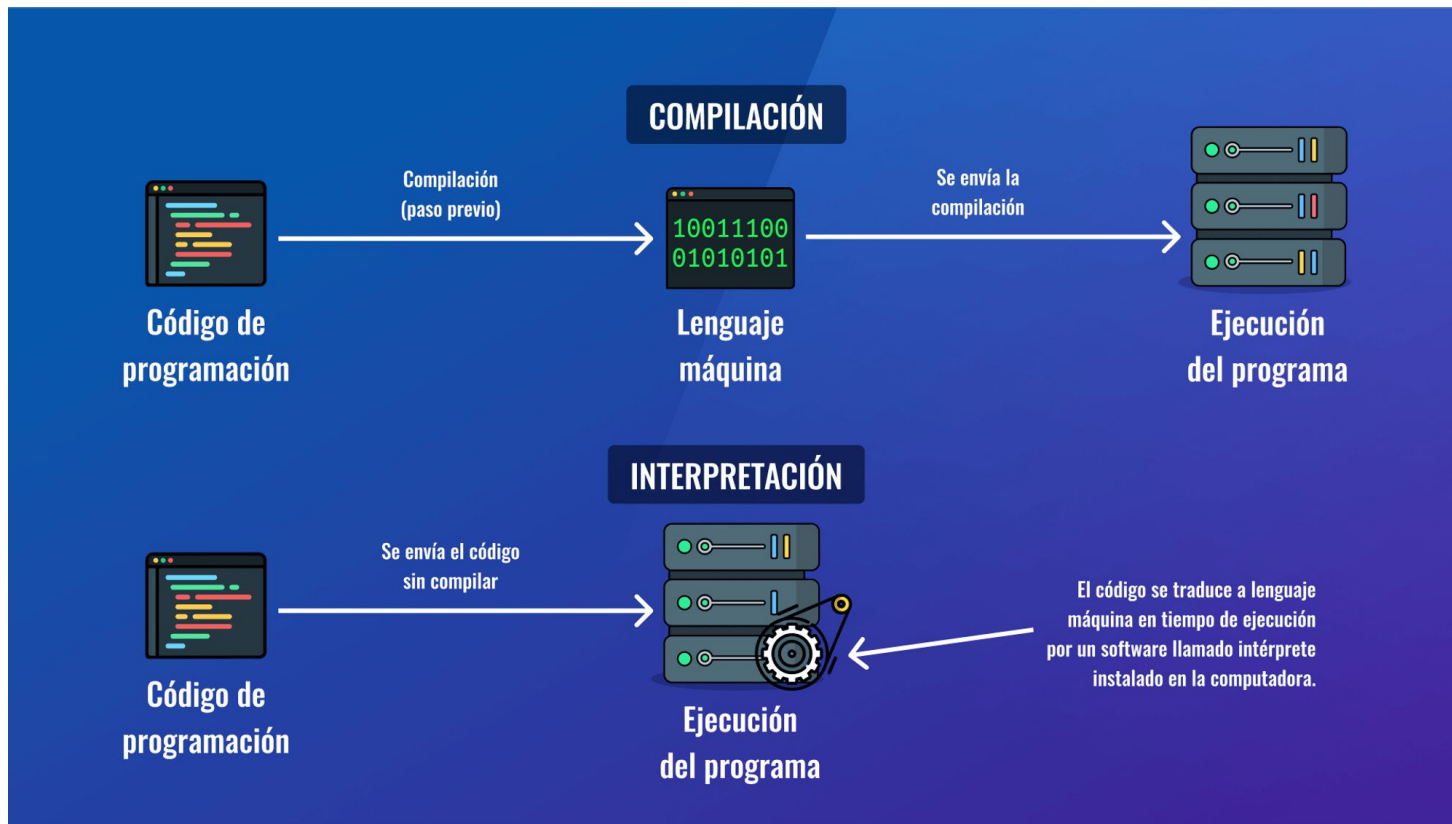 COMPILACIÓN
Compilación
(paso previo)
Se envía la
compilación
10011100
01010101
Código de
programación
Lenguaje
máquina
Ejecución
del programa
INTERPRETACIÓN
Se envía el código
sin compilar
El código se traduce a lenguaje
máquina en tiempo de ejecución
por un software llamado intérprete
instalado en la computadora.
Código de
programación
Ejecución
del programa